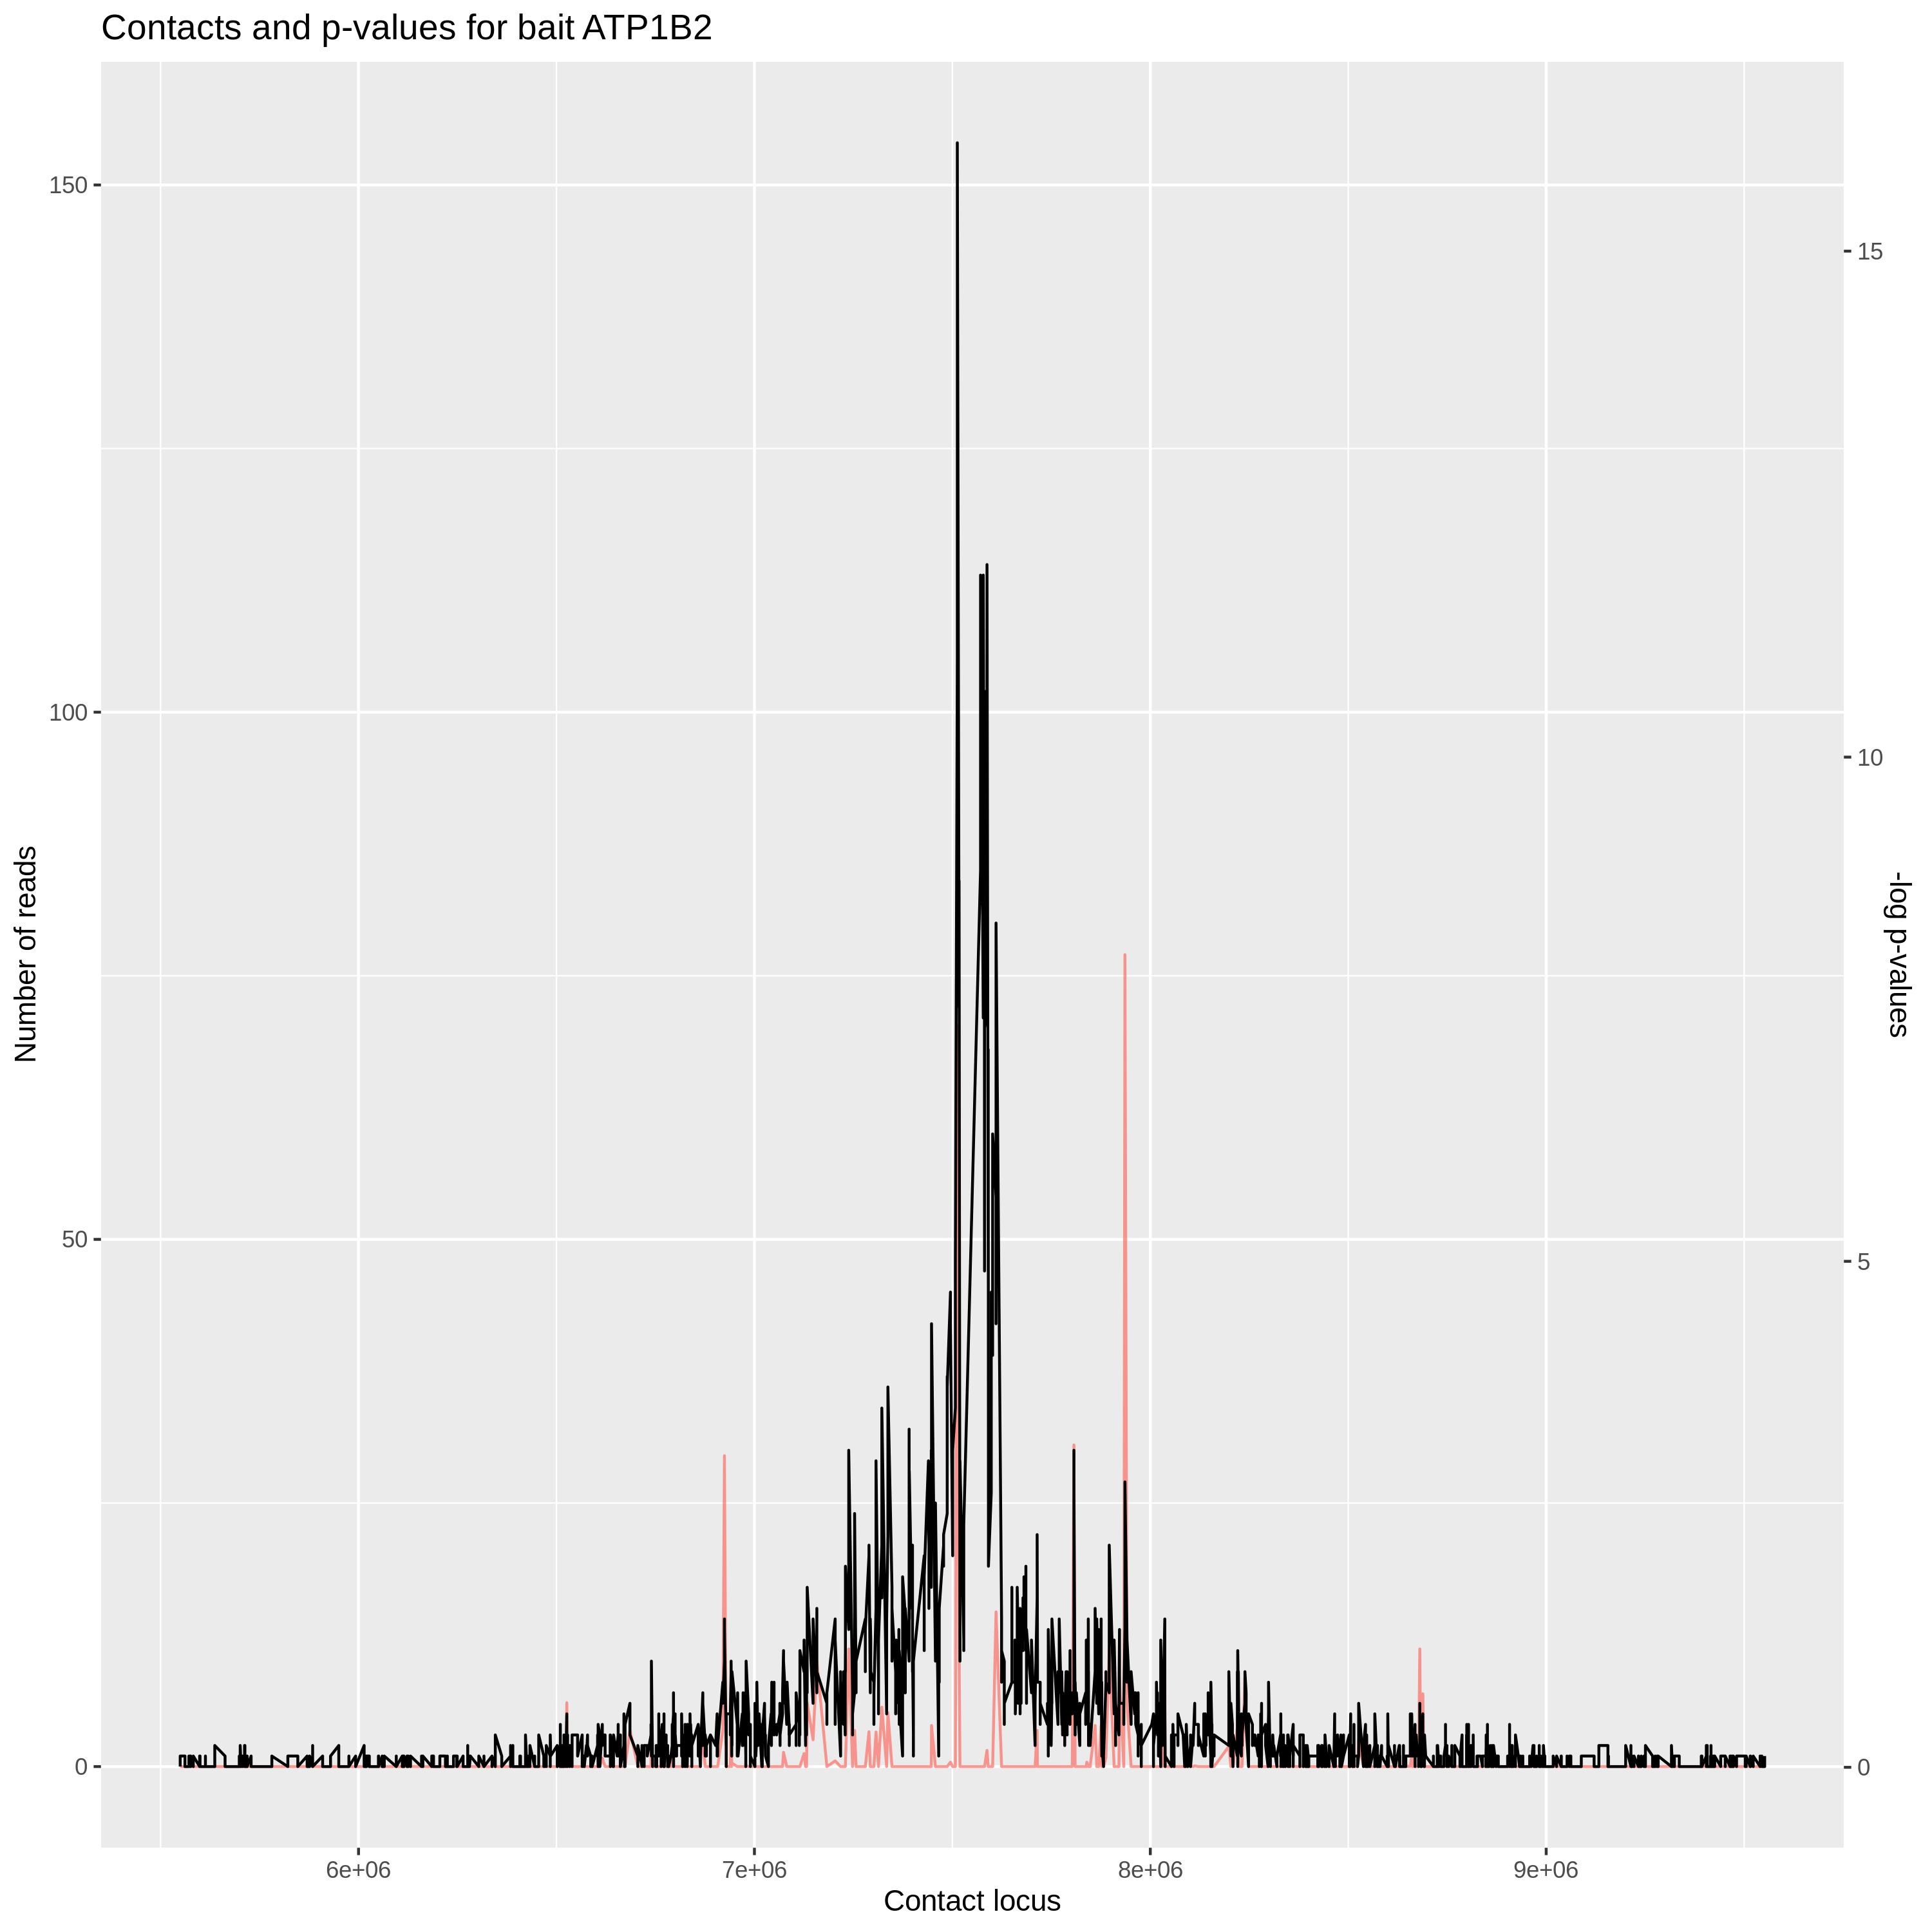 Contacts and p-values for bait ATP1B2
150
100
50
0
Number of reads
15
10
5
0
-log p-values
6e+06
7e+06
8e+06
9e+06
Contact locus